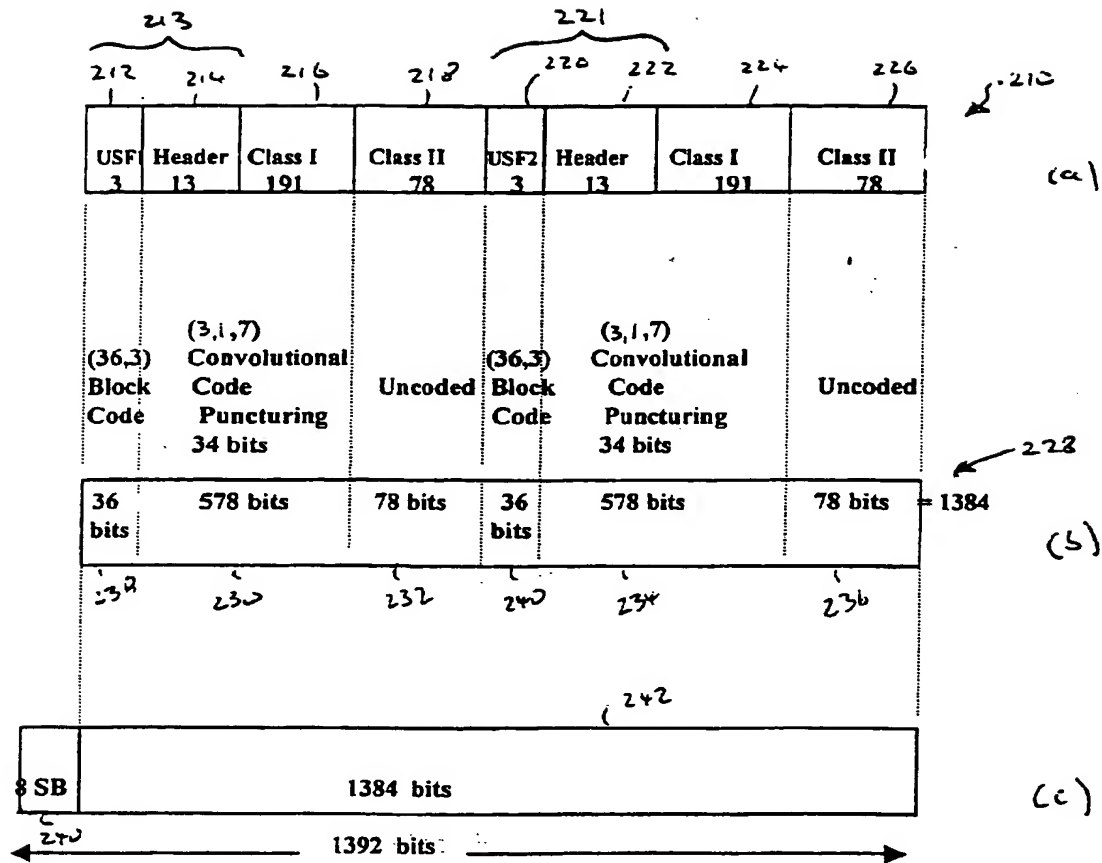 213 221
212 214 216 218 220 222 224 226
210
USF1 Header Class I Class II USF2 Header Class I Class II
3 13 191 78 3 13 191 78
(a)
(3,1,7) (3,1,7)
(36,3) Convolutional (36,3) Convolutional
Block Code Uncoded Block Code Uncoded
Code Puncturing Code Puncturing
34 bits 34 bits
228
36 578 bits 78 bits 36 578 bits 78 bits = 1384
bits bits
(b)
238 230 232 240 234 236
242
8 SB 1384 bits
(c)
240
1392 bits